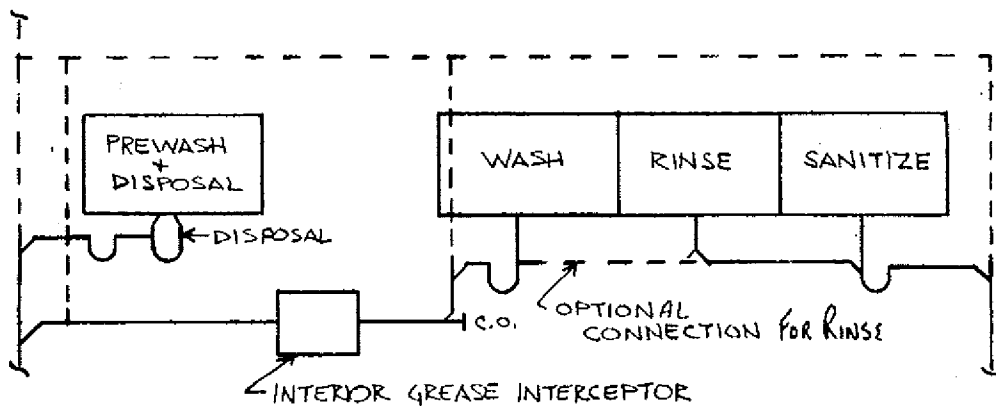 PREWASH
+
DISPOSAL
WASH
RINSE
SANITIZE
DISPOSAL
C.O.
OPTIONAL
CONNECTION FOR RINSE
INTERIOR GREASE INTERCEPTOR